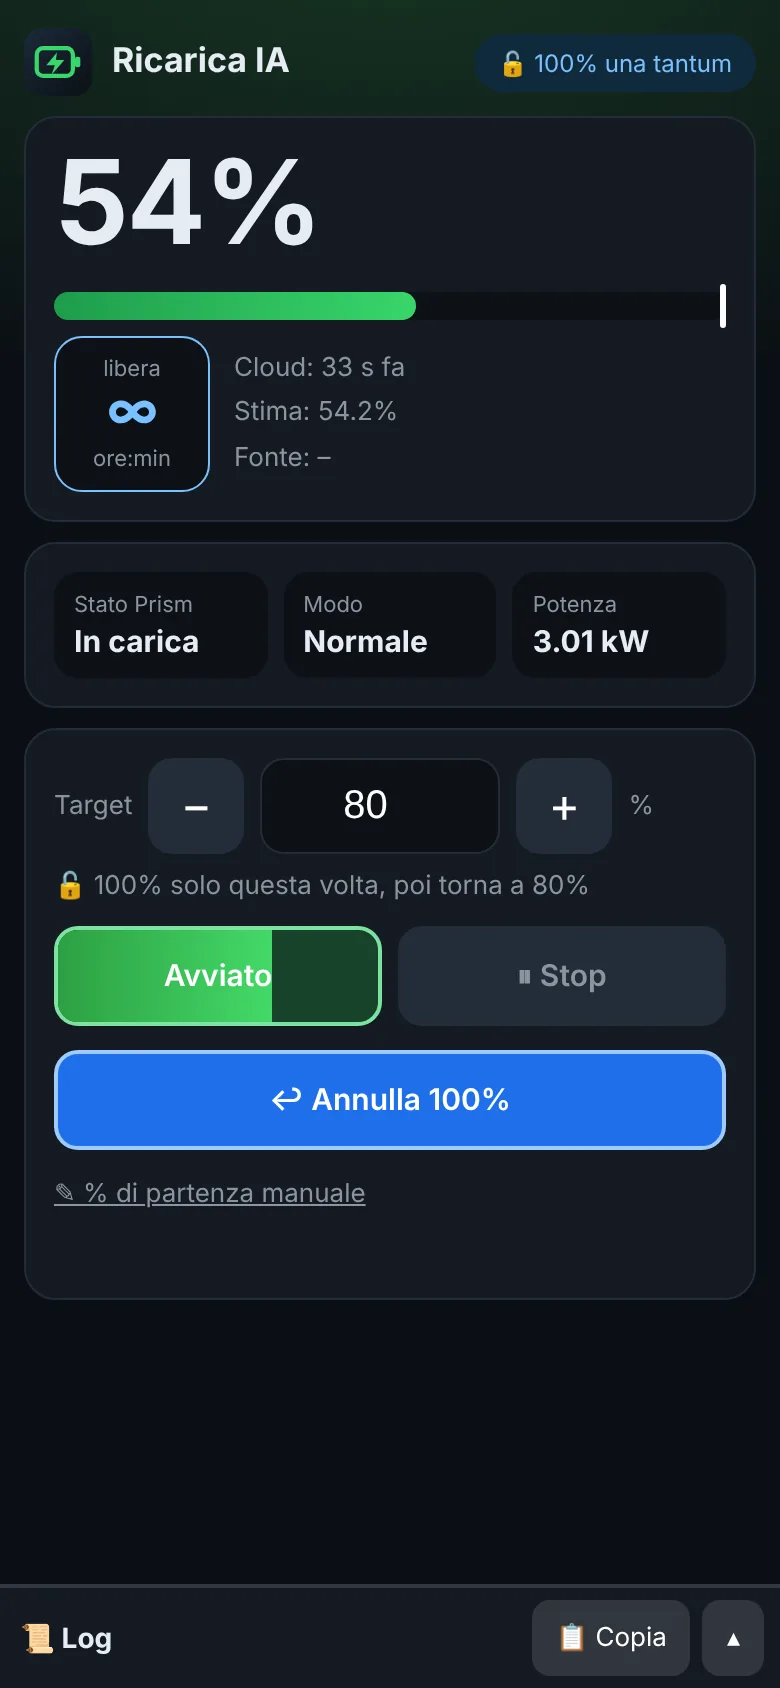 Ricarica IA
🔓 100% una tantum
54%
libera
∞
ore:min
Cloud: 33 s fa
Stima: 54.2%
Fonte: –
Stato Prism
In carica
Modo
Normale
Potenza
3.01 kW
Target
−
80
+
%
🔓 100% solo questa volta, poi torna a 80%
Avviato
⏸ Stop
↩ Annulla 100%
✎ % di partenza manuale
📜 Log
📋 Copia
▲